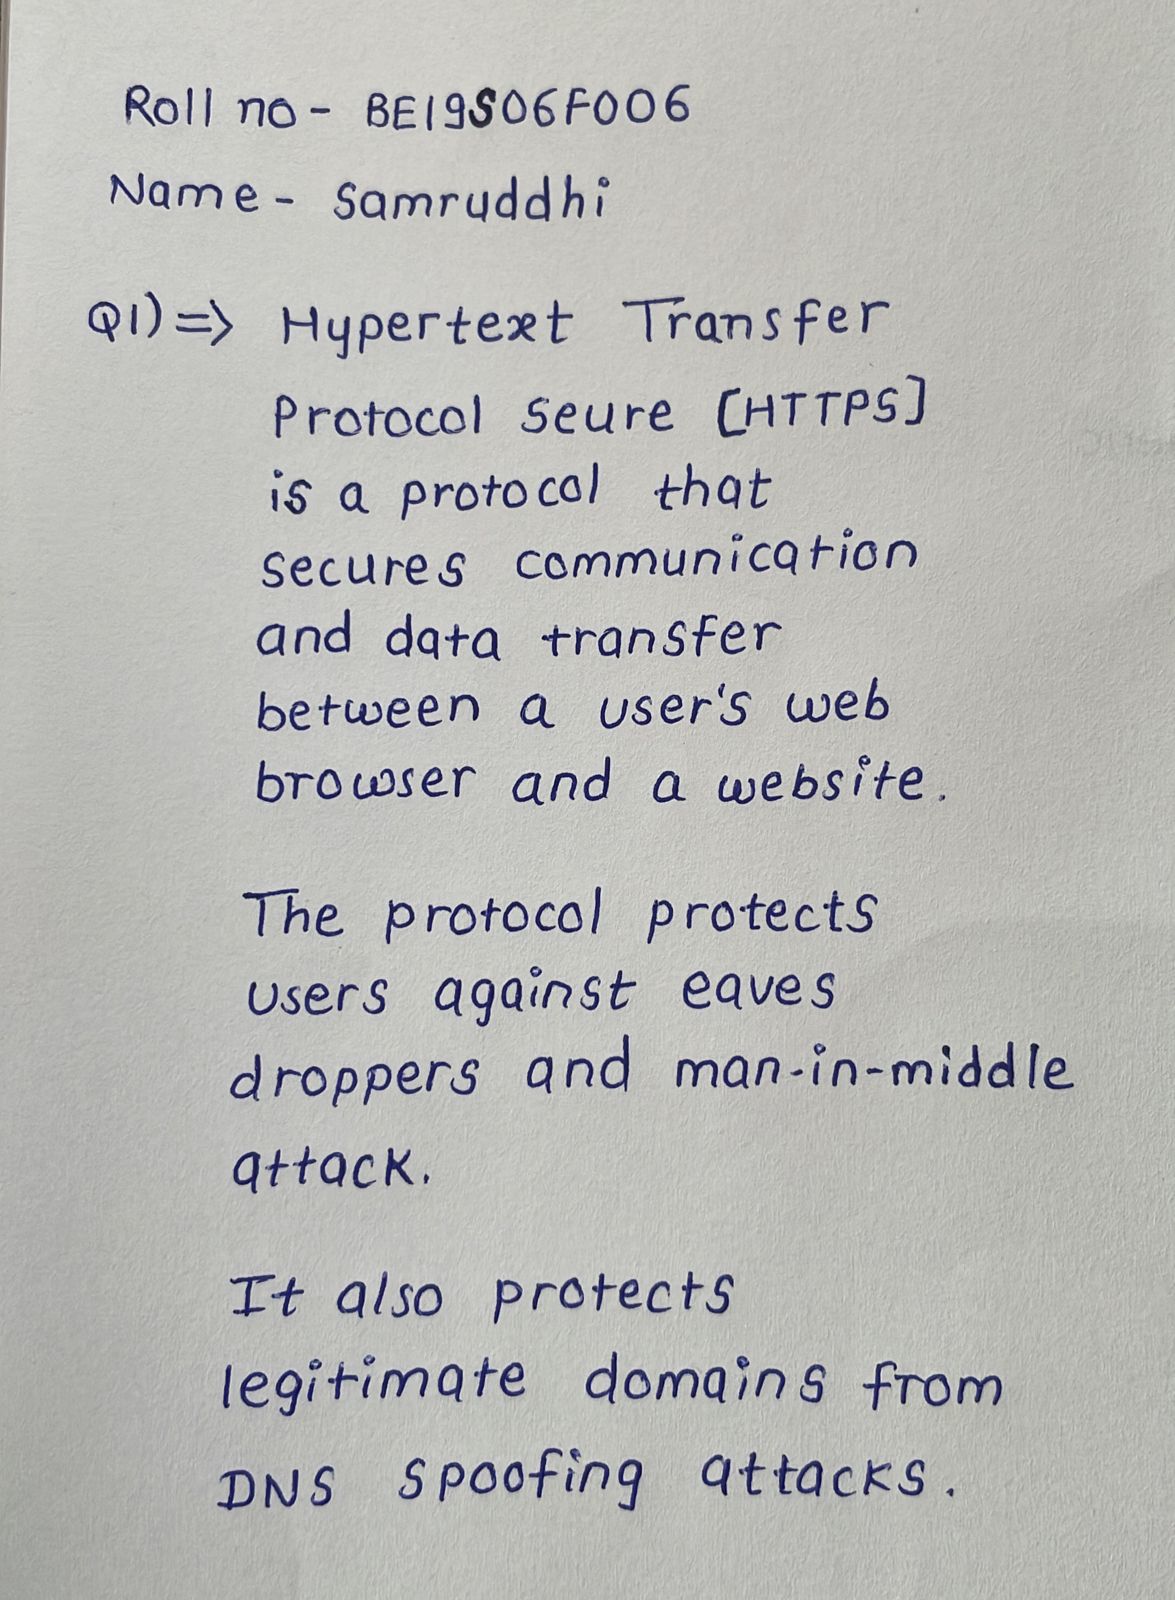 Roll no - BE19S06F006
Name - Samruddhi
Q1) => Hypertext Transfer
Protocol seure [HTTPS]
is a protocol that
secures communication
and data transfer
between a user's web
browser and a website.
The protocol protects
users against eaves
droppers and man-in-middle
attack.
It also protects
legitimate domains from
DNS spoofing attacks.